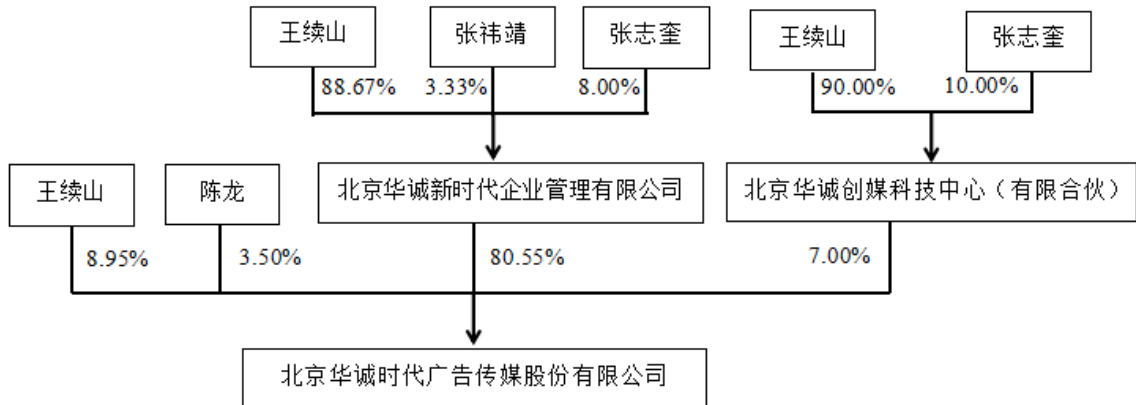 王续山
张祎靖
张志奎
王续山
张志奎
88.67%
3.33%
8.00%
90.00%
10.00%
王续山
陈龙
北京华诚新时代企业管理有限公司
北京华诚创媒科技中心（有限合伙）
8.95%
3.50%
80.55%
7.00%
北京华诚时代广告传媒股份有限公司